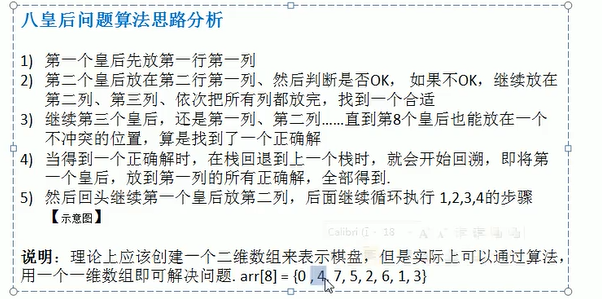 八皇后问题算法思路分析
1) 第一个皇后先放第一行第一列
2) 第二个皇后放在第二行第一列、然后判断是否OK， 如果不OK，继续放在
第二列、第三列、依次把所有列都放完，找到一个合适
3) 继续第三个皇后，还是第一列、第二列……直到第8个皇后也能放在一个
不冲突的位置，算是找到了一个正确解
4) 当得到一个正确解时，在栈回退到上一个栈时，就会开始回溯，即将第
一个皇后，放到第一列的所有正确解，全部得到.
5) 然后回头继续第一个皇后放第二列，后面继续循环执行 1,2,3,4的步骤
【示意图】
Calibri (
18
说明：理论上应该创建一个二维数组来表示棋盘，但是实际上可以通过算法，
用一个一维数组即可解决问题. arr[8] = {0 , 4, 7, 5, 2, 6, 1, 3}